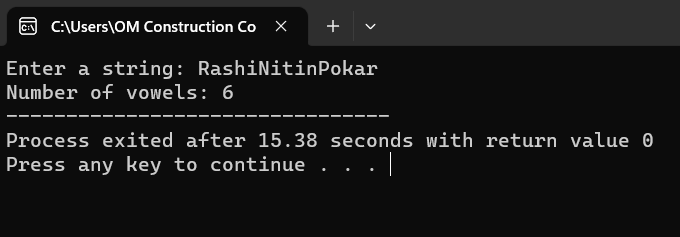 C:\Users\OM Construction Co
Enter a string: RashiNitinPokar
Number of vowels: 6
--------------------------------
Process exited after 15.38 seconds with return value 0
Press any key to continue . . .